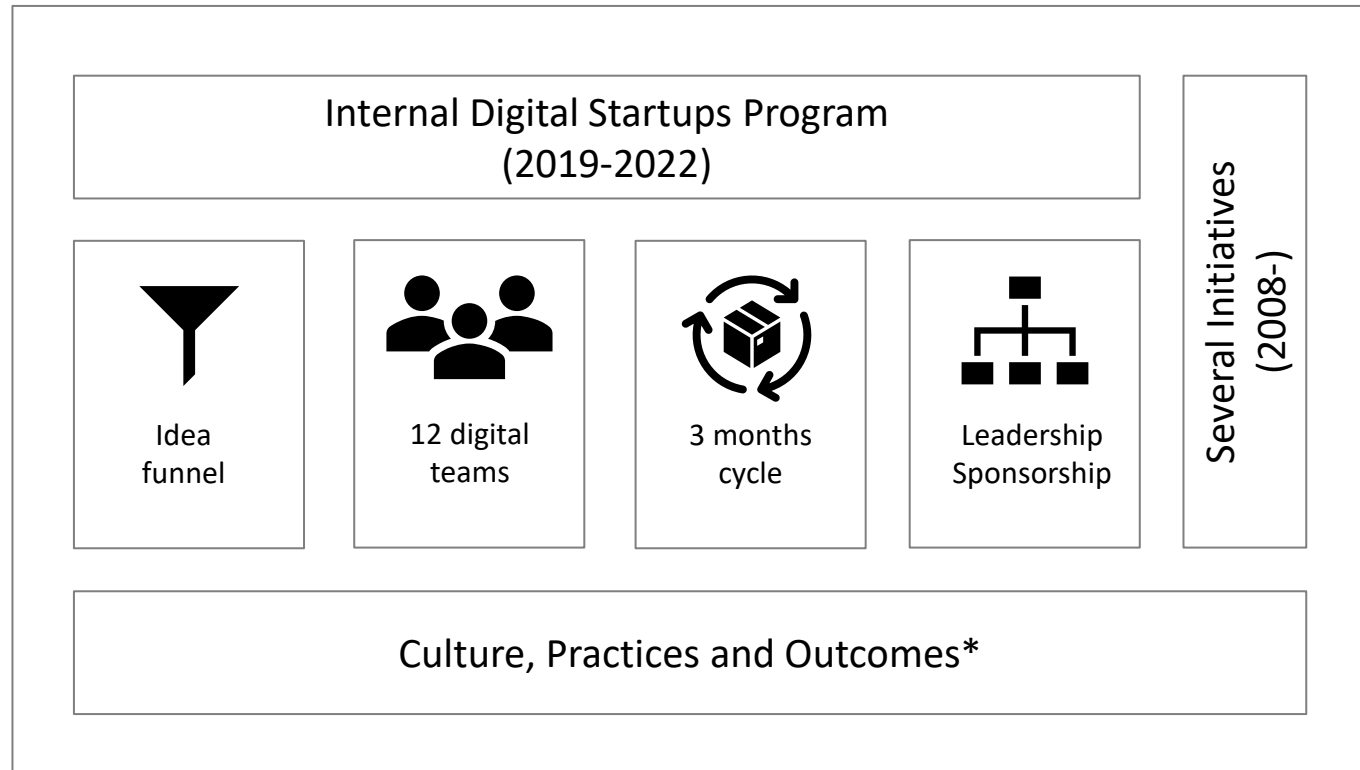 Internal Digital Startups Program
(2019-2022)
Idea
funnel
12 digital
teams
3 months
cycle
Leadership
Sponsorship
Several Initiatives
(2008-)
Culture, Practices and Outcomes*